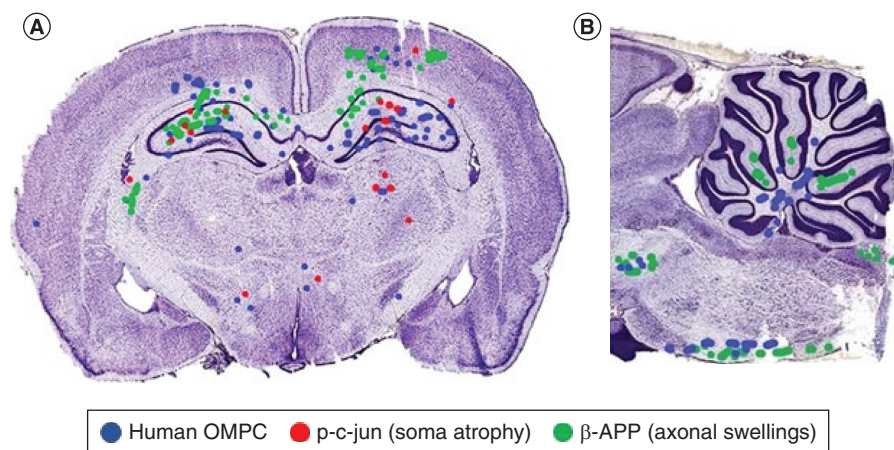 A
B
Human OMPC
p-c-jun (soma atrophy)
β-APP (axonal swellings)